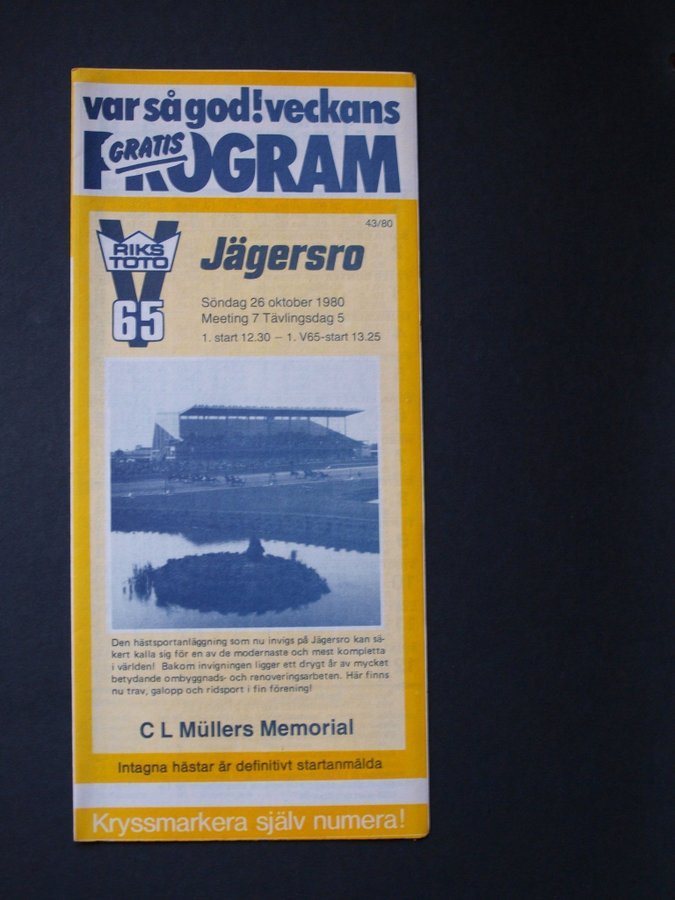 var så god! veckans
GRATIS
PROGRAM
43/80
RIKS
TOTO
V
65
Jägersro
Söndag 26 oktober 1980
Meeting 7 Tävlingsdag 5
1. start 12.30 – 1. V65-start 13.25
Den hästsportanläggning som nu invigs på Jägersro kan sä-
kert kalla sig för en av de modernaste och mest kompletta
i världen! Bakom invigningen ligger ett drygt år av mycket
betydande ombyggnads- och renoveringsarbeten. Här finns
nu trav, galopp och ridsport i fin förening!
C L Müllers Memorial
Intagna hästar är definitivt startanmälda
Kryssmarkera själv numera!